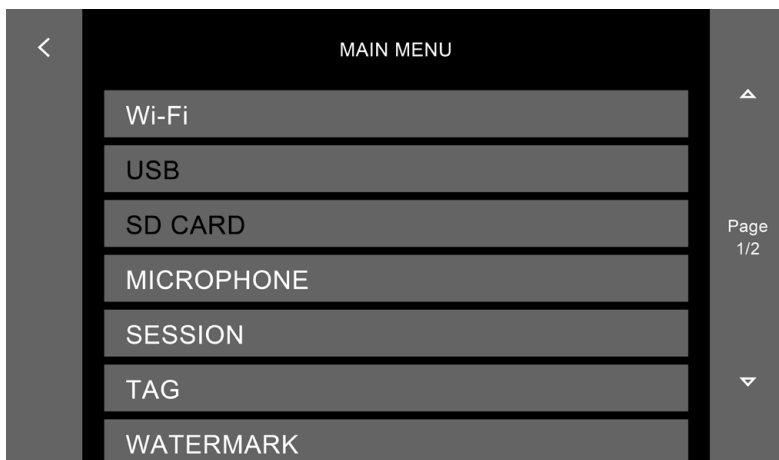 MAIN MENU
Wi-Fi
USB
SD CARD
Page
1/2
MICROPHONE
SESSION
TAG
WATERMARK